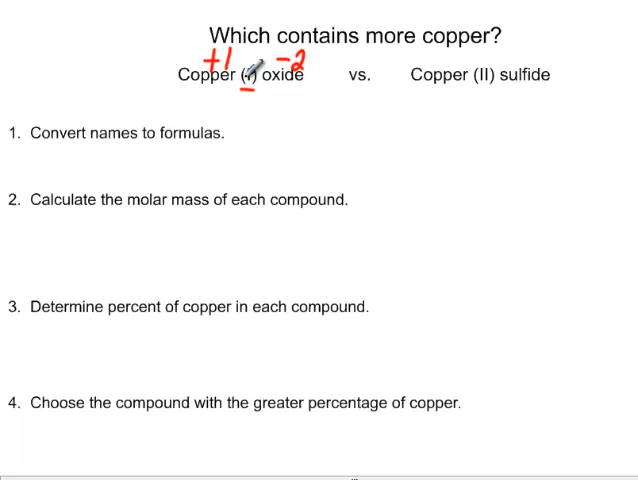 Which contains more copper?
+1 -2
Copper (I) oxide vs. Copper (II) sulfide
1. Convert names to formulas.
2. Calculate the molar mass of each compound.
3. Determine percent of copper in each compound.
4. Choose the compound with the greater percentage of copper.